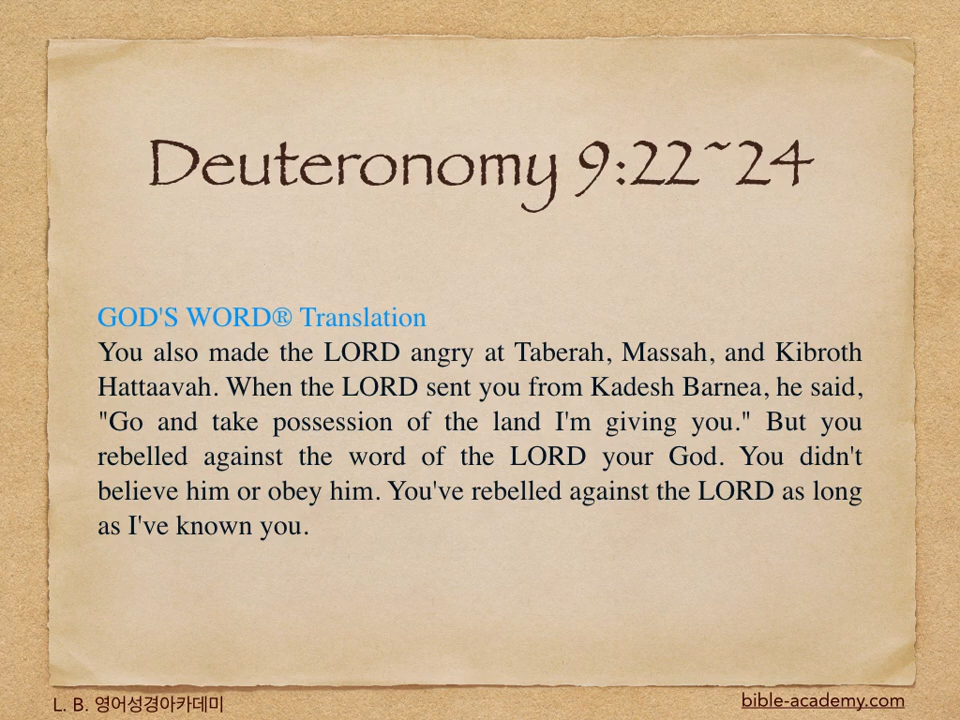 Deuteronomy 9:22~24
GOD'S WORD® Translation
You also made the LORD angry at Taberah, Massah, and Kibroth
Hattaavah. When the LORD sent you from Kadesh Barnea, he said,
"Go and take possession of the land I'm giving you." But you
rebelled against the word of the LORD your God. You didn't
believe him or obey him. You've rebelled against the LORD as long
as I've known you.
L. B. 영어성경아카데미
bible-academy.com